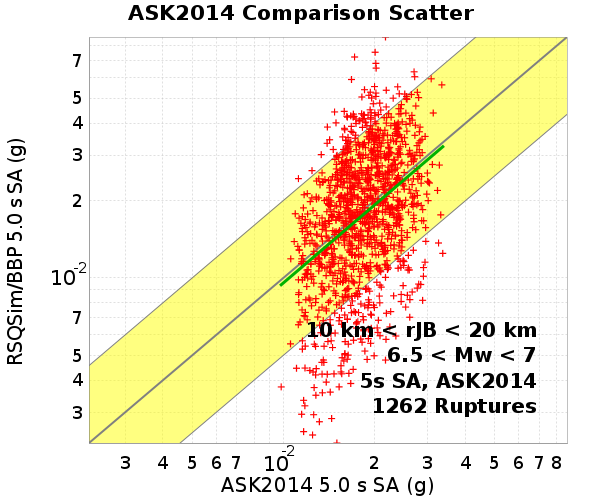 ASK2014 Comparison Scatter
RSQSim/BBP 5.0 s SA (g)
7
5
4
3
2
10-2
7
5
4
3
10 km < rJB < 20 km
6.5 < Mw < 7
5s SA, ASK2014
1262 Ruptures
3 4 5 6 7 10-2 2 3 4 5 6 7 8
ASK2014 5.0 s SA (g)